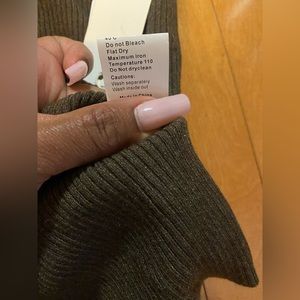 40 C
Do not Bleach
Flat Dry
Maximum Iron
Temperature 110
Do Not dryclean
Cautions:
Wash separately
Wash inside out
Made in China